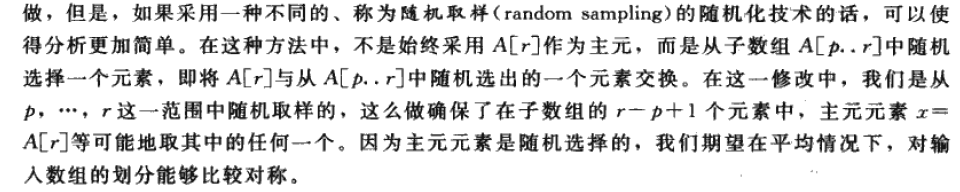 做，但是，如果采用一种不同的、称为随机取样(random sampling)的随机化技术的话，可以使
得分析更加简单。在这种方法中，不是始终采用 A[r]作为主元，而是从子数组 A[p..r]中随机
选择一个元素，即将 A[r]与从 A[p..r]中随机选出的一个元素交换。在这一修改中，我们是从
p，…，r 这一范围中随机取样的，这么做确保了在子数组的 r－p＋1 个元素中，主元元素 x＝
A[r]等可能地取其中的任何一个。因为主元元素是随机选择的，我们期望在平均情况下，对输
入数组的划分能够比较对称。